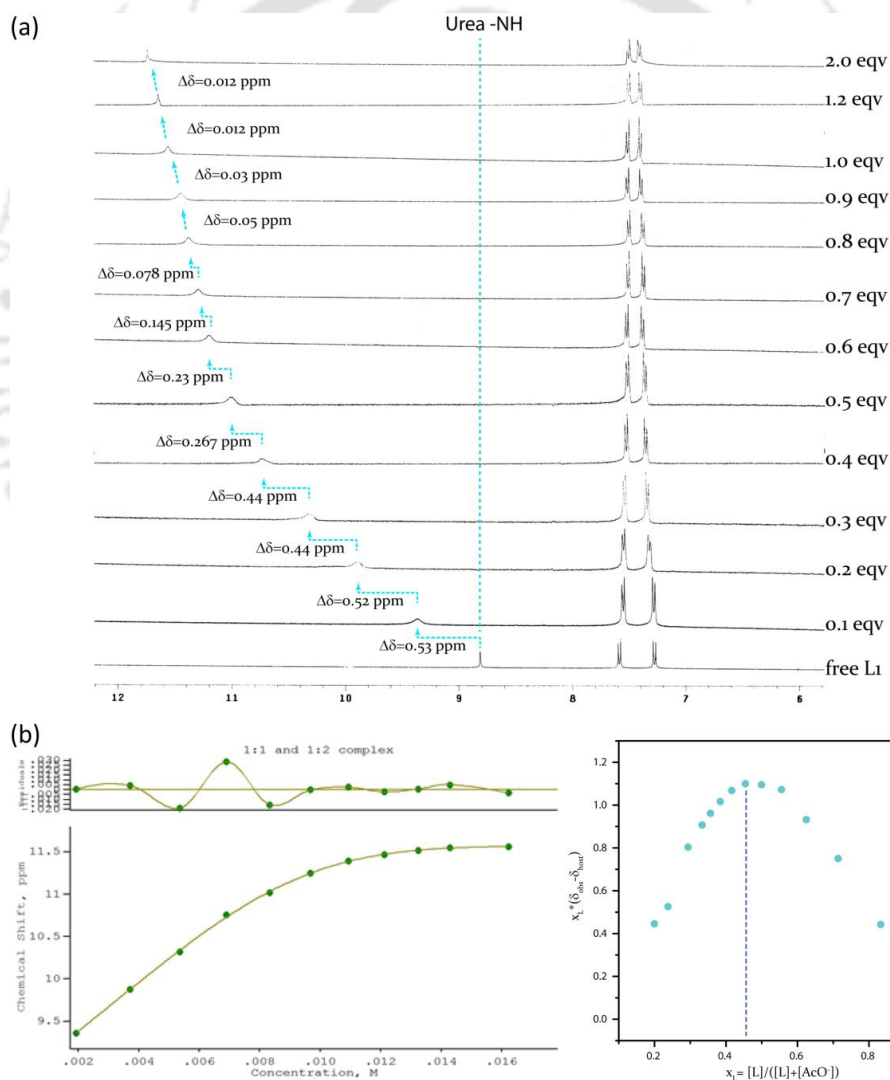 (a)
Urea -NH
2.0 eqv
Δδ=0.012 ppm
1.2 eqv
Δδ=0.012 ppm
1.0 eqv
Δδ=0.03 ppm
0.9 eqv
Δδ=0.05 ppm
0.8 eqv
Δδ=0.078 ppm
0.7 eqv
Δδ=0.145 ppm
0.6 eqv
Δδ=0.23 ppm
0.5 eqv
Δδ=0.267 ppm
0.4 eqv
Δδ=0.44 ppm
0.3 eqv
Δδ=0.44 ppm
0.2 eqv
Δδ=0.52 ppm
0.1 eqv
Δδ=0.53 ppm
free L1
12 11 10 9 8 7 6
(b)
1:1 and 1:2 complex
Residuals
.030
.020
Chemical Shift, ppm
11.5
10.5
10
9.5
.002 .004 .006 .008 .010 .012 .014 .016
Concentration, M
x_L*(δ_obs-δ_host)
1.2
1.0
0.8
0.6
0.4
0.2
0.0
0.2 0.4 0.6 0.8
x_L= [L]/([L]+[AcO⁻])